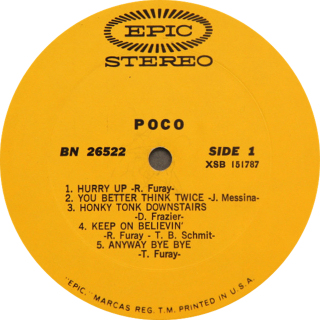 EPIC
STEREO
POCO
BN 26522 SIDE 1
XSB 151787
1. HURRY UP -R. Furay-
2. YOU BETTER THINK TWICE -J. Messina-
3. HONKY TONK DOWNSTAIRS
-D. Frazier-
4. KEEP ON BELIEVIN'
-R. Furay - T. B. Schmit-
5. ANYWAY BYE BYE
-T. Furay-
"EPIC," MARCAS REG. T.M. PRINTED IN U.S.A.